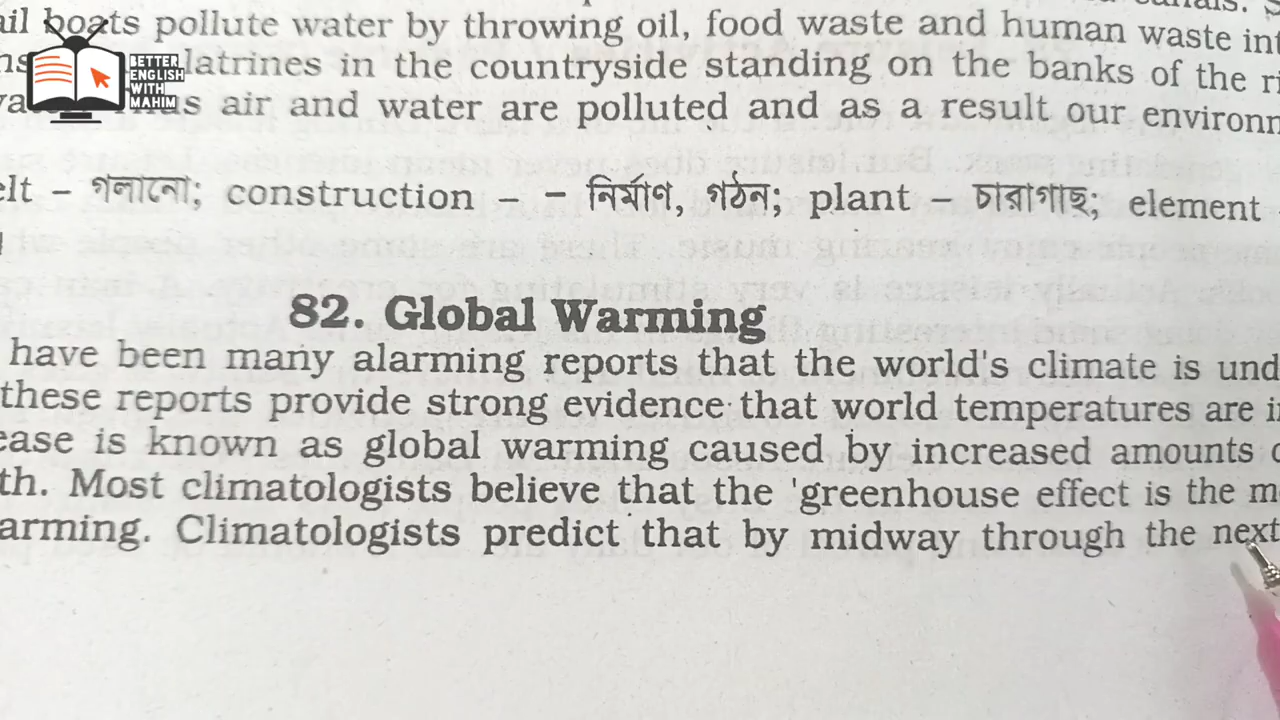 ail boats pollute water by throwing oil, food waste and human waste int
latrines in the countryside standing on the banks of the ri
s air and water are polluted and as a result our environm
BETTER
ENGLISH
WITH
MAHIM
elt – গলানো; construction – – নির্মাণ, গঠন; plant – চারাগাছ; element
82. Global Warming
have been many alarming reports that the world's climate is und
these reports provide strong evidence that world temperatures are i
ease is known as global warming caused by increased amounts o
th. Most climatologists believe that the 'greenhouse effect is the m
arming. Climatologists predict that by midway through the next